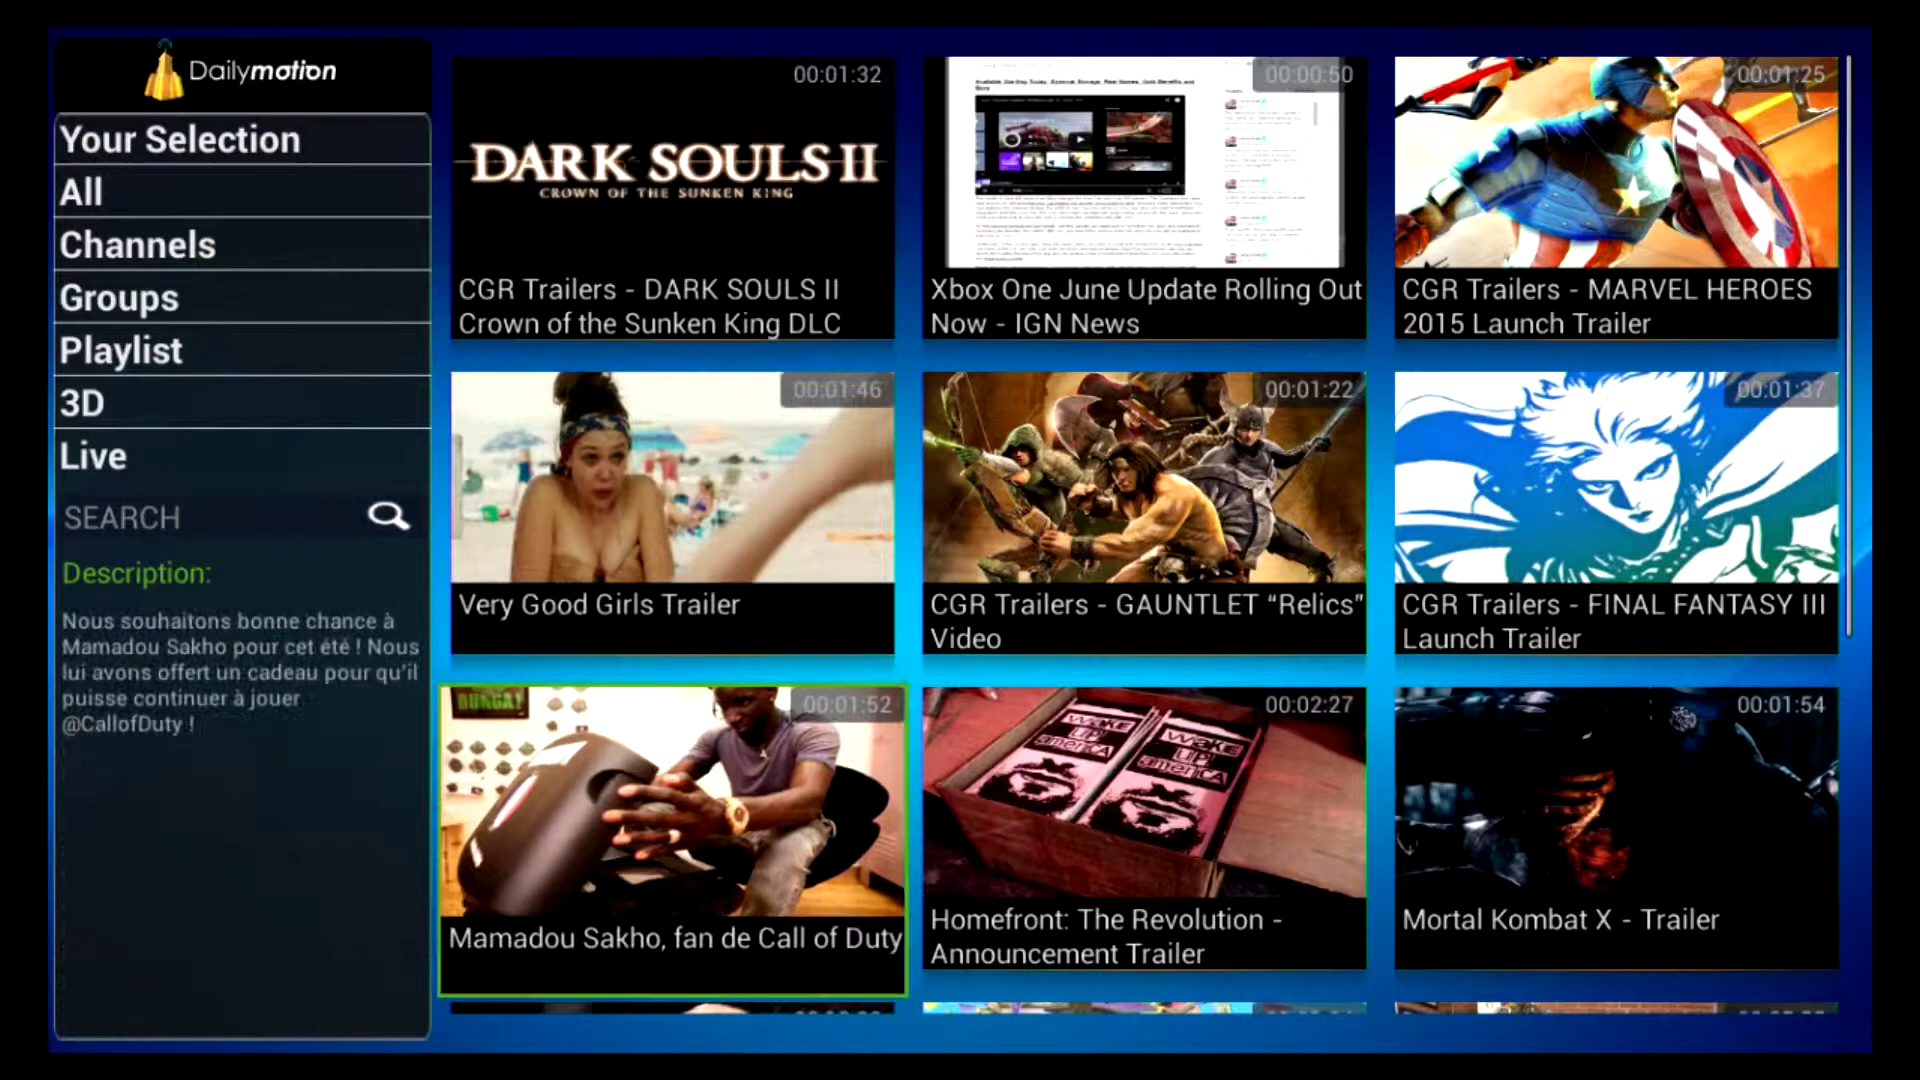 Dailymotion
Your Selection
All
Channels
Groups
Playlist
3D
Live
SEARCH
Description:
Nous souhaitons bonne chance à
Mamadou Sakho pour cet été ! Nous
lui avons offert un cadeau pour qu'il
puisse continuer à jouer
@CallofDuty !
00:01:32
DARK SOULS II
CROWN OF THE SUNKEN KING
CGR Trailers - DARK SOULS II
Crown of the Sunken King DLC
00:00:50
Xbox One June Update Rolling Out
Now - IGN News
00:01:25
CGR Trailers - MARVEL HEROES
2015 Launch Trailer
00:01:46
Very Good Girls Trailer
00:01:22
CGR Trailers - GAUNTLET “Relics”
Video
00:01:37
CGR Trailers - FINAL FANTASY III
Launch Trailer
00:01:52
Mamadou Sakho, fan de Call of Duty
00:02:27
WAKE
UP!
amERICA
WAKE
UP!
amERICA
Homefront: The Revolution -
Announcement Trailer
00:01:54
Mortal Kombat X - Trailer